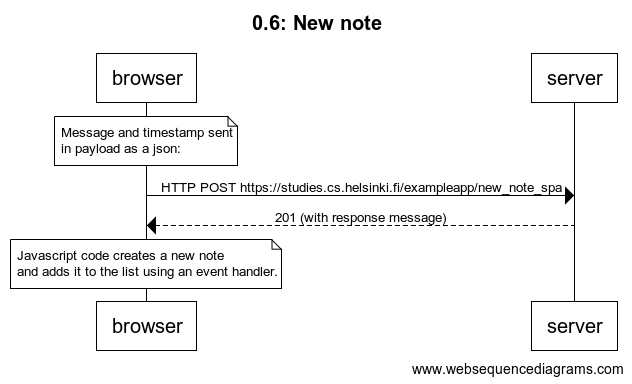 0.6: New note
browser
server
Message and timestamp sent
in payload as a json:
HTTP POST https://studies.cs.helsinki.fi/exampleapp/new_note_spa
201 (with response message)
Javascript code creates a new note
and adds it to the list using an event handler.
browser
server
www.websequencediagrams.com